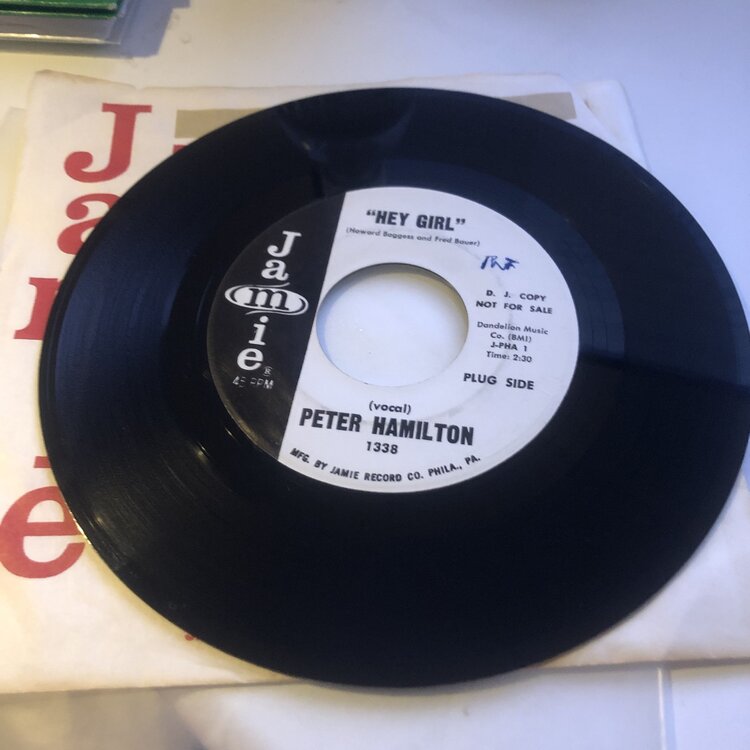 "HEY GIRL"
(Howard Boggess and Fred Bauer)
Jamie®
45 RPM
D. J. COPY
NOT FOR SALE
Dandelion Music
Co. (BMI)
J-PHA 1
Time: 2:30
PLUG SIDE
(vocal)
PETER HAMILTON
1338
MFG. BY JAMIE RECORD CO. PHILA., PA.